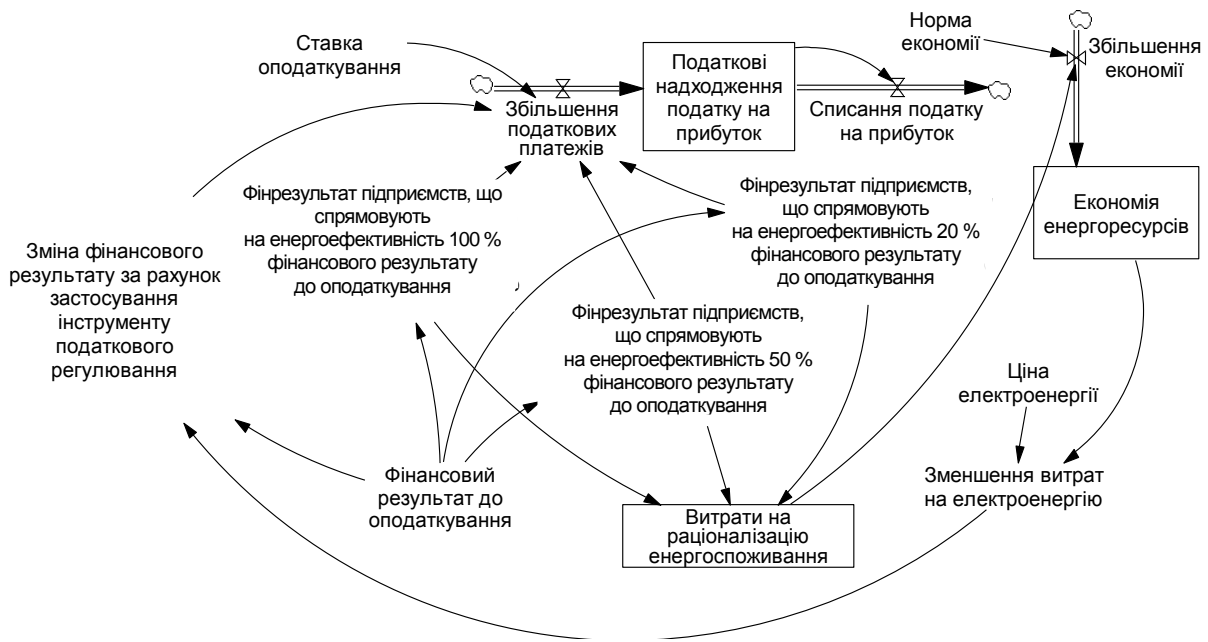 Ставка
оподаткування
Податкові
надходження
податку на
прибуток
Норма
економії
Збільшення
економії
Збільшення
податкових
платежів
Списання податку
на прибуток
Фінрезультат підприємств, що
спрямовують
на енергоефективність 100 %
фінансового результату
до оподаткування
Фінрезультат підприємств,
що спрямовують
на енергоефективність 20 %
фінансового результату
до оподаткування
Економія
енергоресурсів
Зміна фінансового
результату за рахунок
застосування
інструменту
податкового
регулювання
Фінрезультат підприємств,
що спрямовують
на енергоефективність 50 %
фінансового результату
до оподаткування
Ціна
електроенергії
Фінансовий
результат до
оподаткування
Зменшення витрат
на електроенергію
Витрати на
раціоналізацію
енергоспоживання